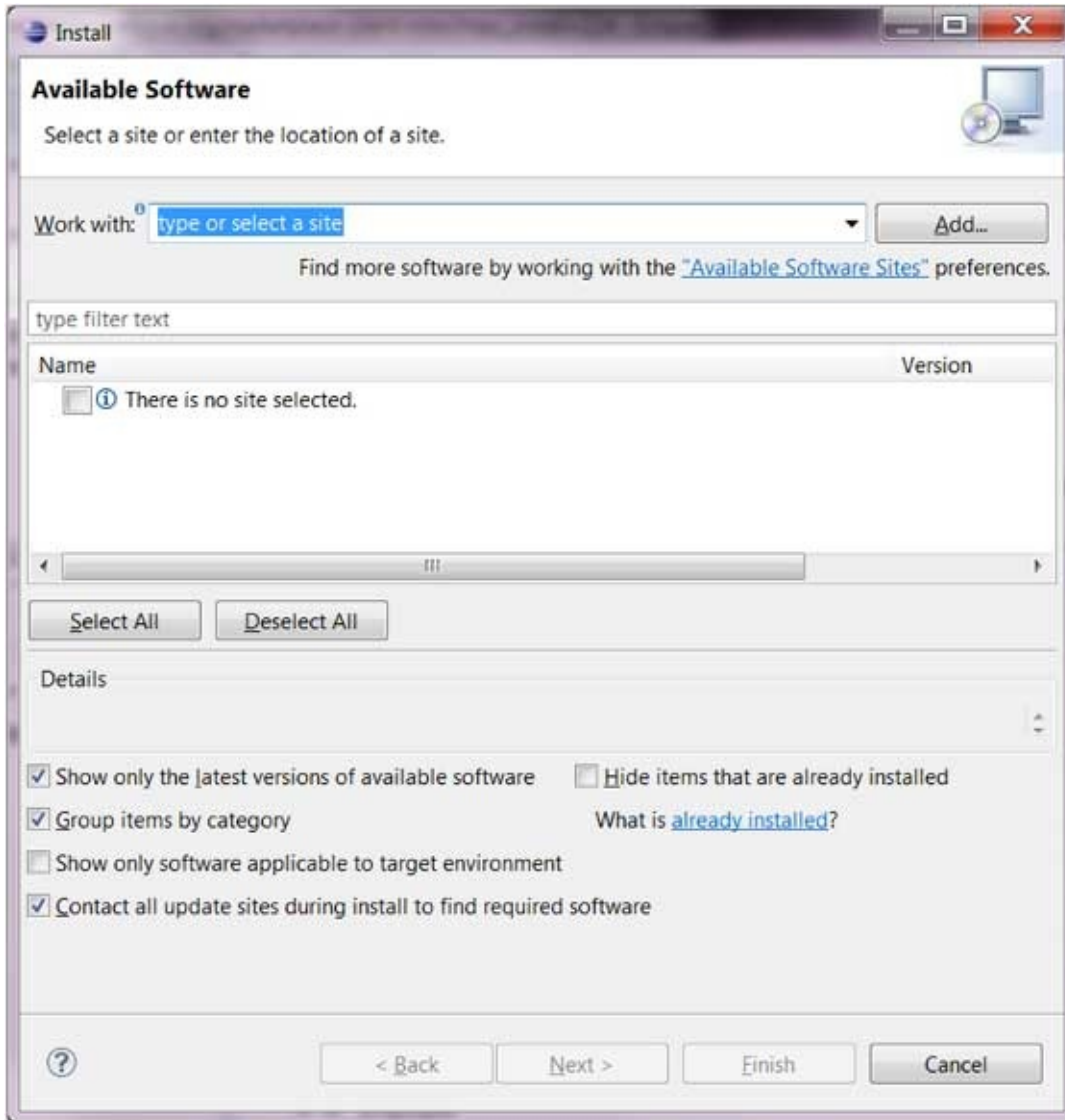 Install
Available Software
Select a site or enter the location of a site.
Work with: type or select a site Add...
Find more software by working with the "Available Software Sites" preferences.
type filter text
Name Version
There is no site selected.
Select All Deselect All
Details
Show only the latest versions of available software Hide items that are already installed
Group items by category What is already installed?
Show only software applicable to target environment
Contact all update sites during install to find required software
? < Back Next > Finish Cancel